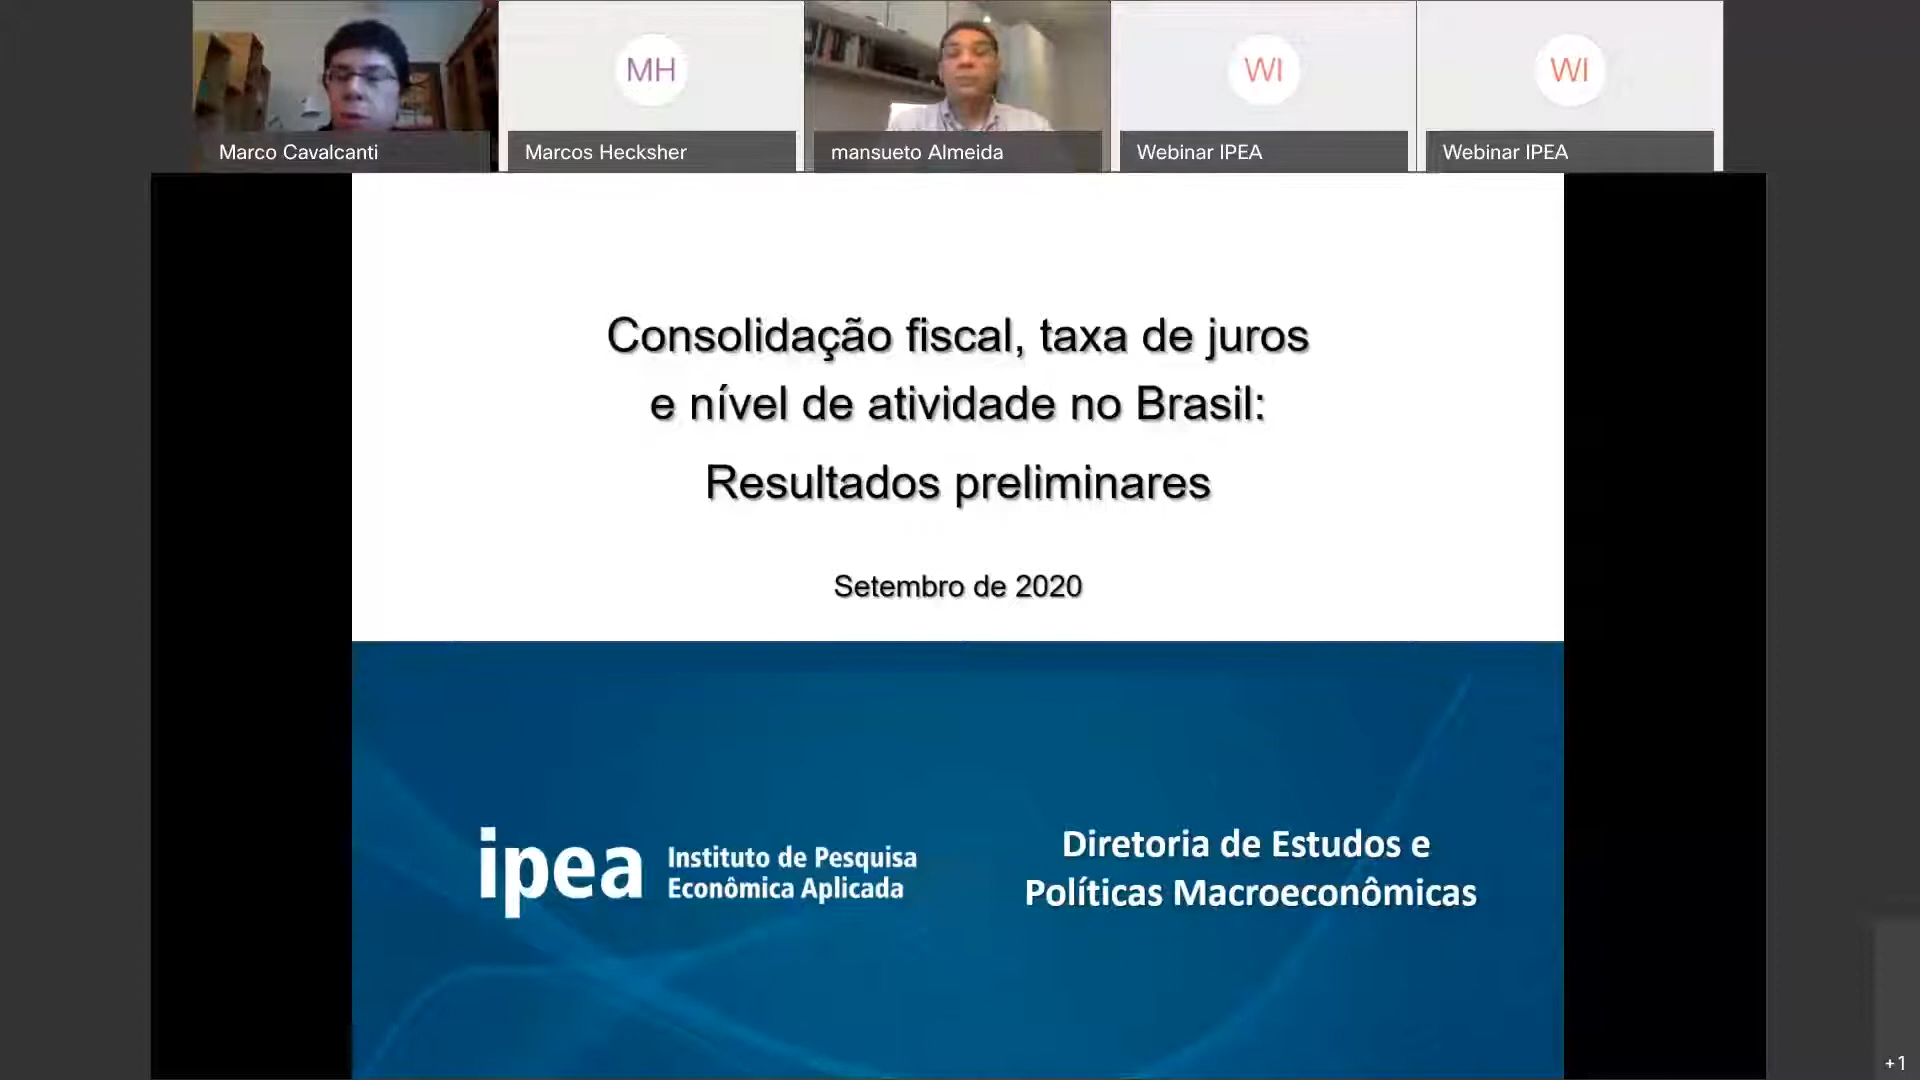 MH
WI
WI
Marco Cavalcanti
Marcos Hecksher
mansueto Almeida
Webinar IPEA
Webinar IPEA
Consolidação fiscal, taxa de juros
e nível de atividade no Brasil:
Resultados preliminares
Setembro de 2020
ipea
Instituto de Pesquisa
Econômica Aplicada
Diretoria de Estudos e
Políticas Macroeconômicas
+1